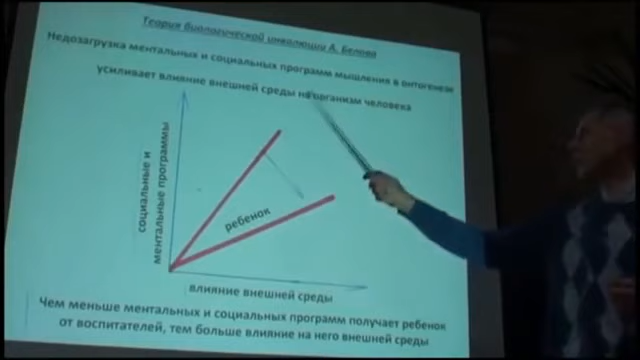 Теория биологической инволюции А. Белова
Недозагрузка ментальных и социальных программ мышления в онтогенезе
усиливает влияние внешней среды на организм человека
социальные и
ментальные программы
ребенок
влияние внешней среды
Чем меньше ментальных и социальных программ получает ребенок
от воспитателей, тем больше влияние на него внешней среды